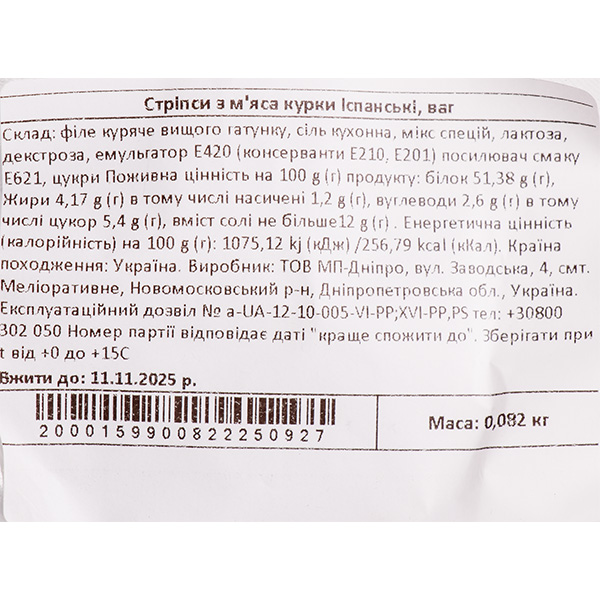 Стріпси з м'яса курки Іспанські, ваг
Склад: філе куряче вищого гатунку, сіль кухонна, мікс спецій, лактоза,
декстроза, емульгатор Е420 (консерванти Е210, Е201) посилювач смаку
Е621, цукри Поживна цінність на 100 g (г) продукту: білок 51,38 g (г),
Жири 4,17 g (г) в тому числі насичені 1,2 g (г), вуглеводи 2,6 g (г) в тому
числі цукор 5,4 g (г), вміст солі не більше12 g (г) . Енергетична цінність
(калорійність) на 100 g (г): 1075,12 kj (кДж) /256,79 kcal (кКал). Країна
походження: Україна. Виробник: ТОВ МП-Дніпро, вул. Заводська, 4, смт.
Меліоративне, Новомосковський р-н, Дніпропетровська обл., Україна.
Експлуатаційний дозвіл № a-UA-12-10-005-VI-PP;XVI-PP,PS тел: +30800
302 050 Номер партії відповідає даті "краще спожити до". Зберігати при
t від +0 до +15С
Вжити до: 11.11.2025 р.
Маса: 0,082 кг
2000159900822250927